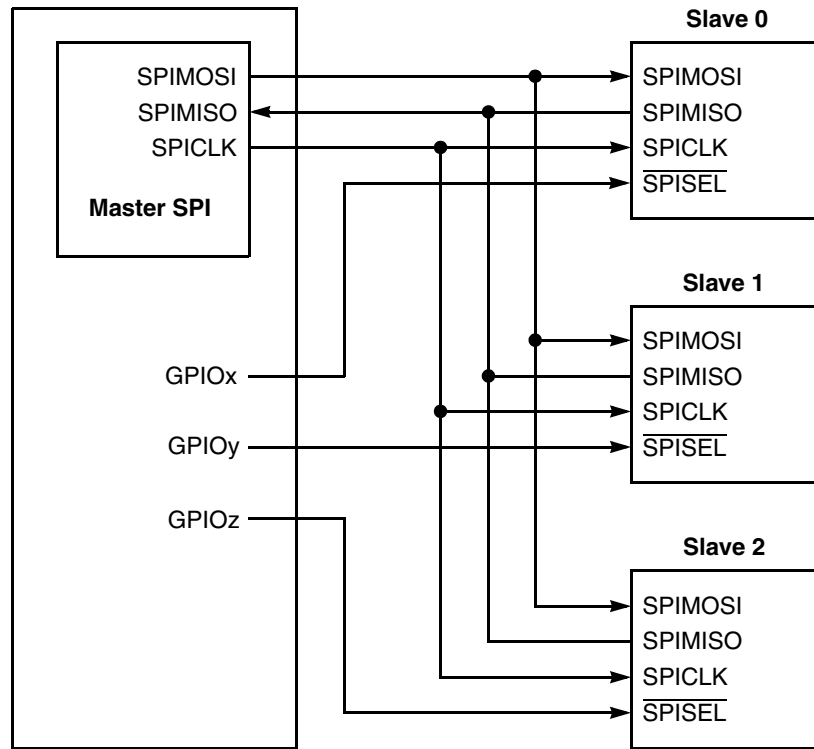 Master SPI
SPIMOSI
SPIMISO
SPICLK
GPIOx
GPIOy
GPIOz
Slave 0
SPIMOSI
SPIMISO
SPICLK
SPISEL
Slave 1
SPIMOSI
SPIMISO
SPICLK
SPISEL
Slave 2
SPIMOSI
SPIMISO
SPICLK
SPISEL